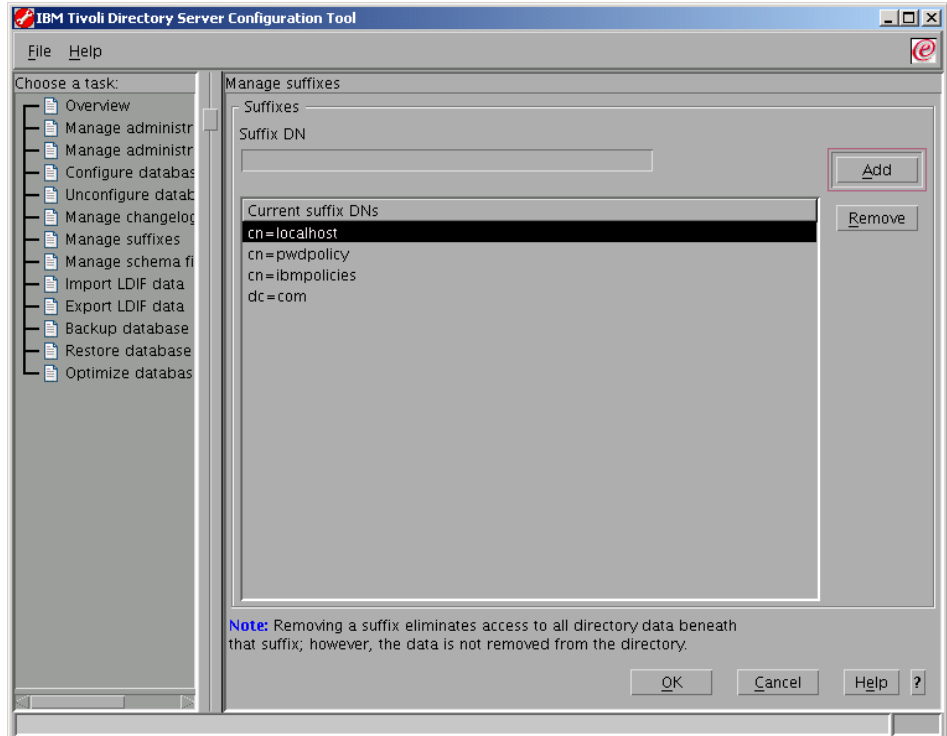 IBM Tivoli Directory Server Configuration Tool
File Help
Choose a task:
Overview
Manage administr
Manage administr
Configure databas
Unconfigure datab
Manage changelog
Manage suffixes
Manage schema fi
Import LDIF data
Export LDIF data
Backup database
Restore database
Optimize databas
Manage suffixes
Suffixes
Suffix DN
Add
Current suffix DNs
Remove
cn=localhost
cn=pwdpolicy
cn=ibmpolicies
dc=com
Note: Removing a suffix eliminates access to all directory data beneath
that suffix; however, the data is not removed from the directory.
OK Cancel Help ?